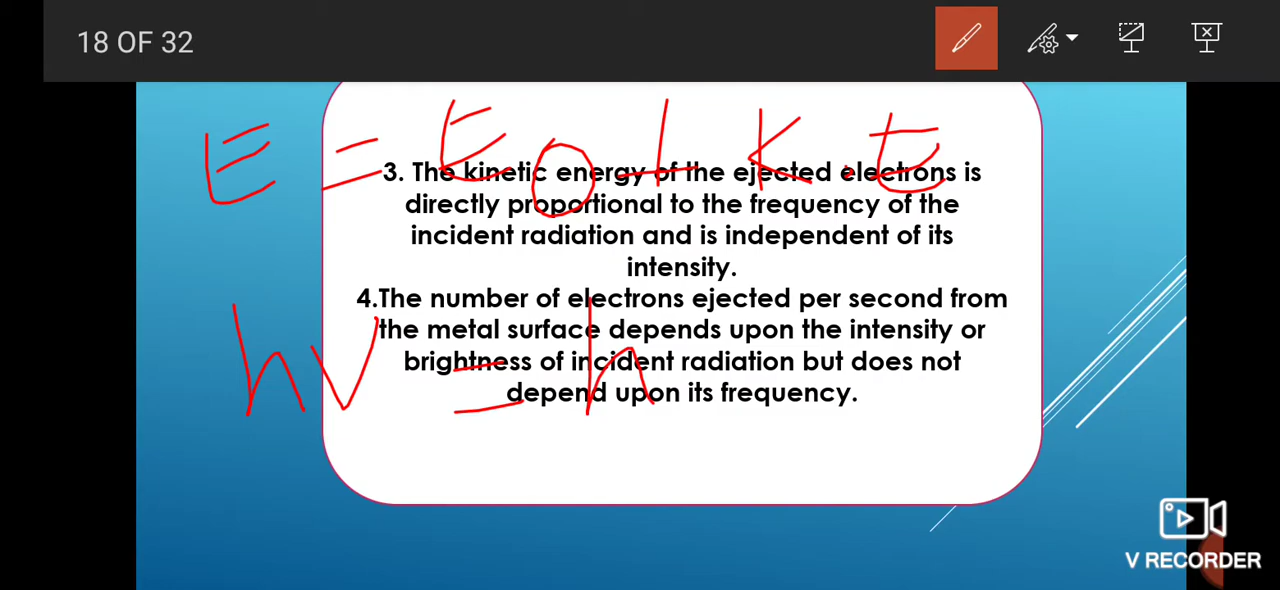 18 OF 32
E = E0 + K.E
3. The kinetic energy of the ejected electrons is
directly proportional to the frequency of the
incident radiation and is independent of its
intensity.
4.The number of electrons ejected per second from
the metal surface depends upon the intensity or
brightness of incident radiation but does not
depend upon its frequency.
hν = h
V RECORDER